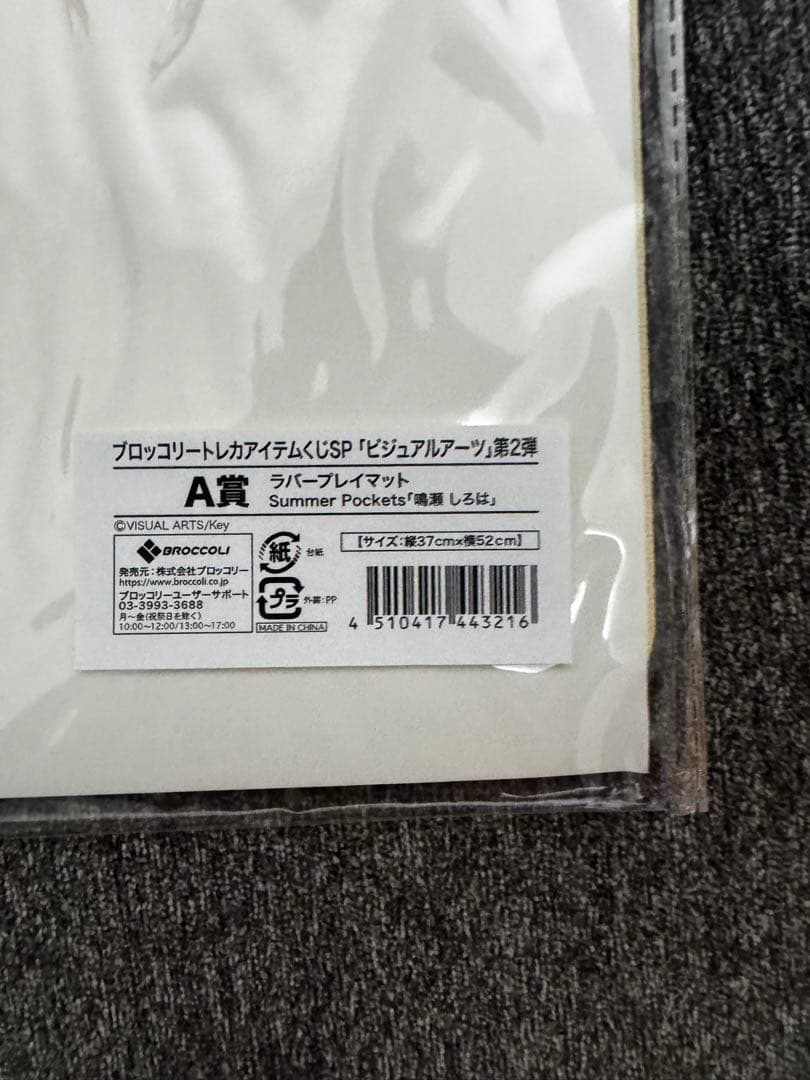 ブロッコリートレカアイテムくじSP「ビジュアルアーツ」第2弾
A賞
ラバープレイマット
Summer Pockets「鳴瀬 しろは」
©VISUAL ARTS/Key
BROCCOLI
発売元:株式会社ブロッコリー
https://www.broccoli.co.jp
ブロッコリーユーザーサポート
03-3993-3688
月～金(祝祭日を除く)
10:00~12:00/13:00~17:00
紙
台紙
プラ
外装:PP
MADE IN CHINA
【サイズ:縦37cm×横52cm】
4 510417 443216